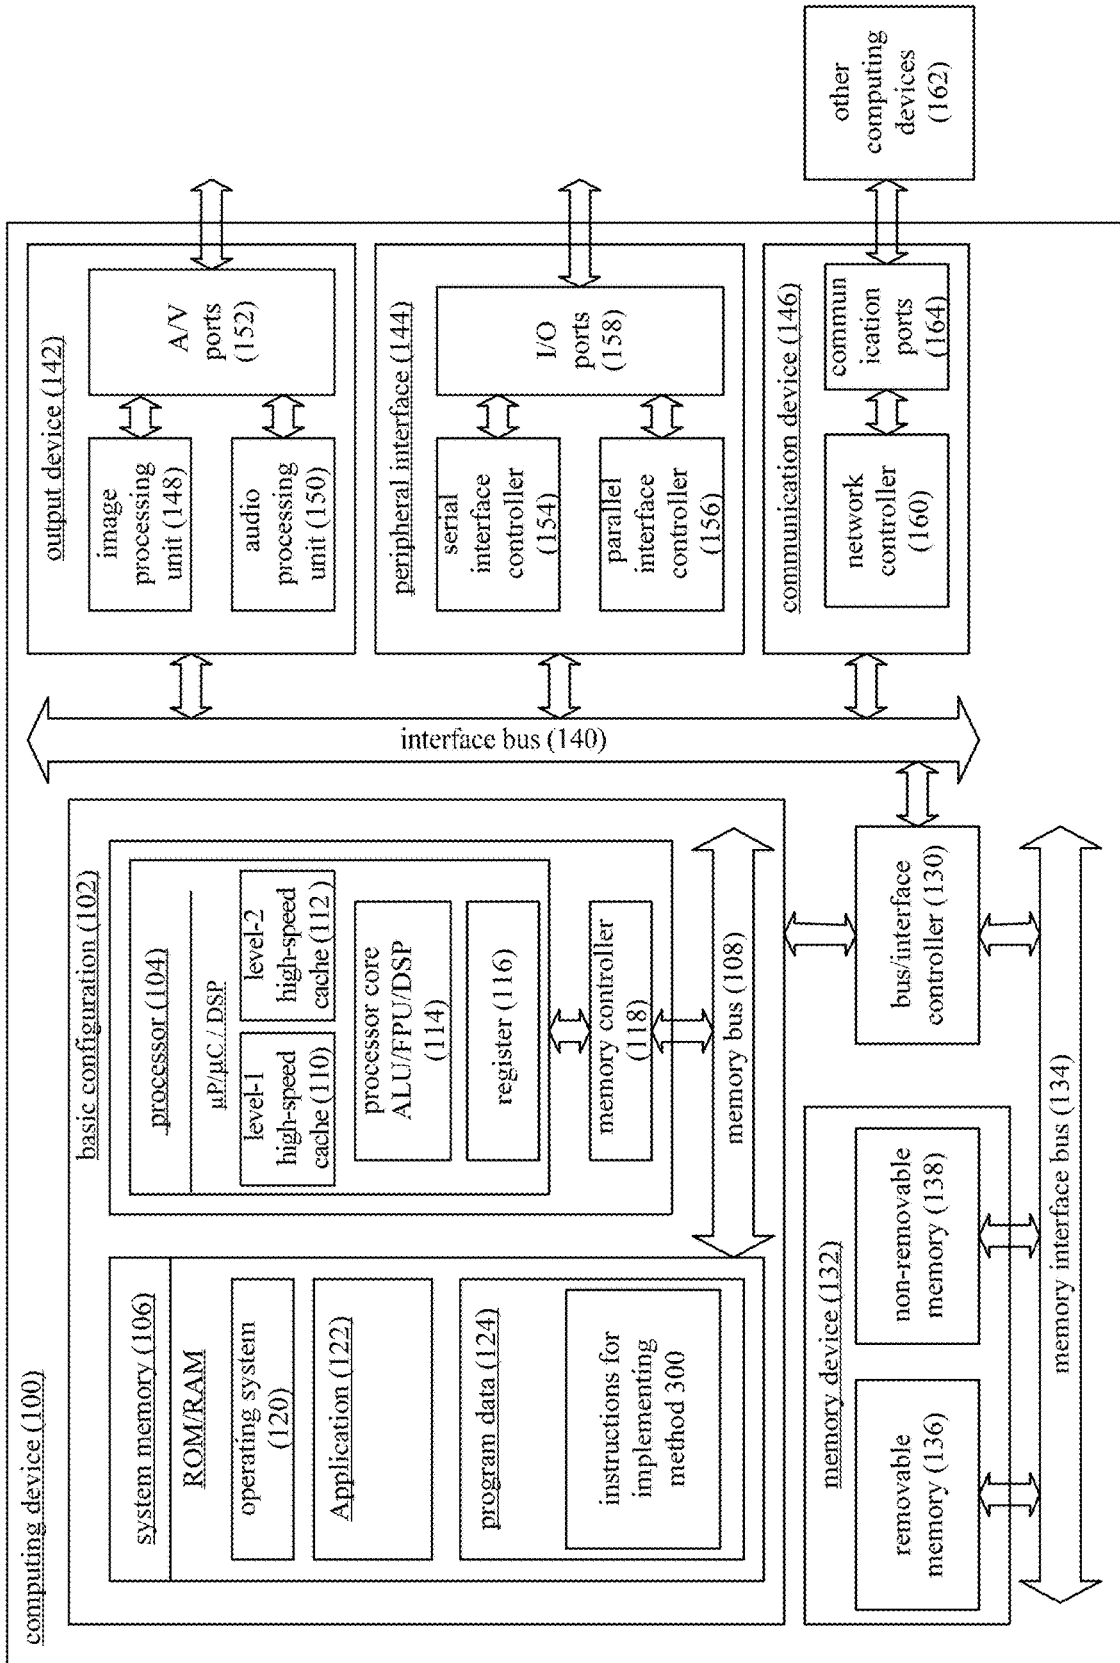 computing device (100)
basic configuration (102)
system memory (106)
ROM/RAM
operating system
(120)
Application (122)
program data (124)
instructions for
implementing
method 300
processor (104)
µP/µC / DSP
level-1
high-speed
cache (110)
level-2
high-speed
cache (112)
processor core
ALU/FPU/DSP
(114)
register (116)
memory controller
(118)
memory bus (108)
interface bus (140)
output device (142)
image
processing
unit (148)
audio
processing
unit (150)
A/V
ports
(152)
peripheral interface (144)
serial
interface
controller
(154)
parallel
interface
controller
(156)
I/O
ports
(158)
communication device (146)
network
controller
(160)
commun
ication
ports
(164)
other
computing
devices
(162)
memory device (132)
removable
memory (136)
non-removable
memory (138)
bus/interface
controller (130)
memory interface bus (134)